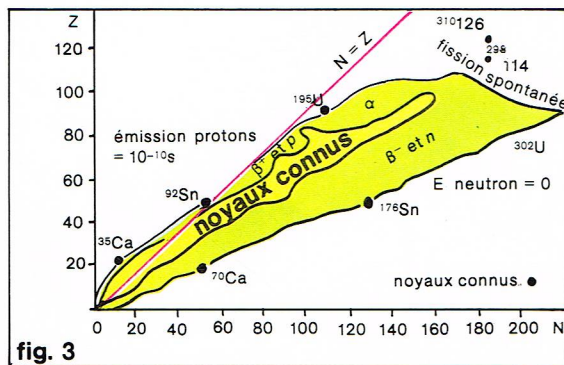 Z
120
100
80
60
40
20
0
20
40
60
80
100
120
140
160
180
200
N
N = Z
310126
298
114
fission spontanée
195U
α
émission protons
= 10-10s
β+ et p
noyaux connus
β- et n
302U
92Sn
E neutron = 0
176Sn
35Ca
70Ca
noyaux connus
fig. 3